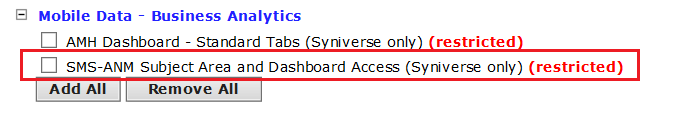 Mobile Data - Business Analytics
AMH Dashboard - Standard Tabs (Syniverse only) (restricted)
SMS-ANM Subject Area and Dashboard Access (Syniverse only) (restricted)
Add All Remove All